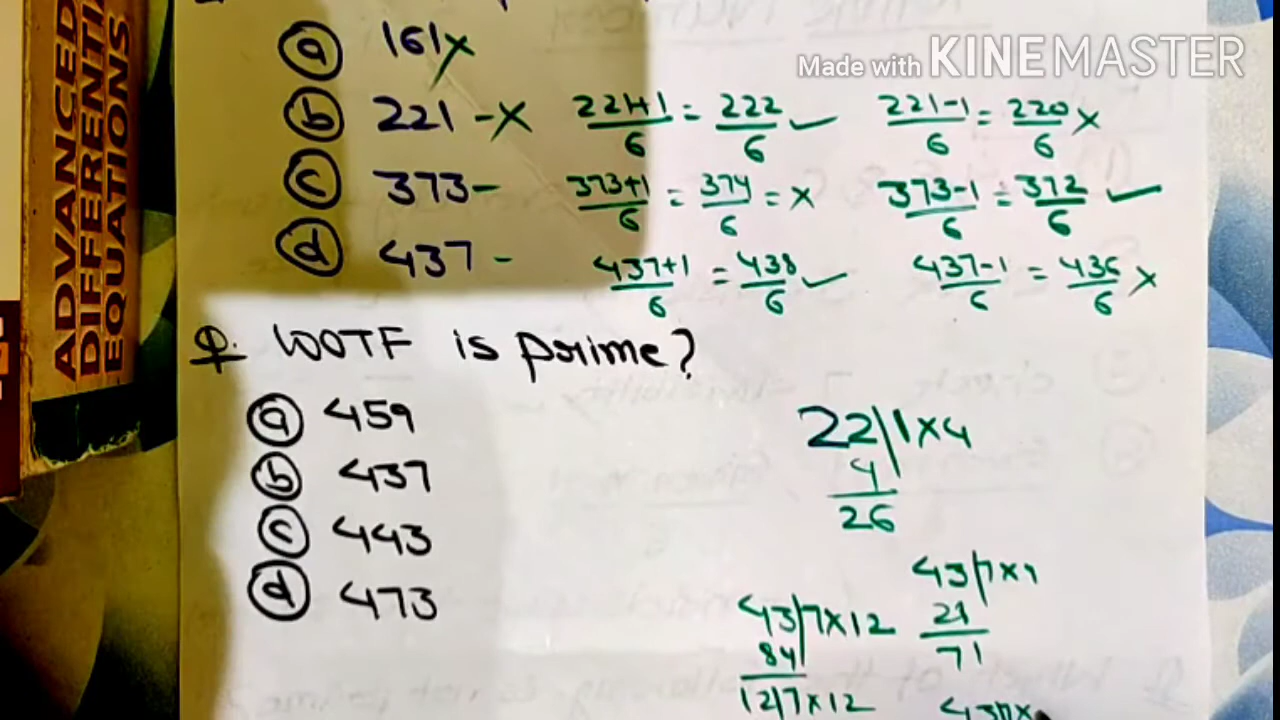 Made with KINEMASTER
ADVANCED
DIFFERENTI
EQUATIONS
(a) 161 x
(b) 221 - x 221+1/6 = 222/6 ✓ 221-1/6 = 220/6 x
(c) 373 - 373+1/6 = 374/6 = x 373-1/6 = 372/6 ✓
(d) 437 - 437+1/6 = 438/6 ✓ 437-1/6 = 436/6 x
Q. WOTF is prime?
(a) 459
(b) 437
(c) 443
(d) 473
22|1x4
4
26
43|7x12
84
12|7x12
43|7x
21
71